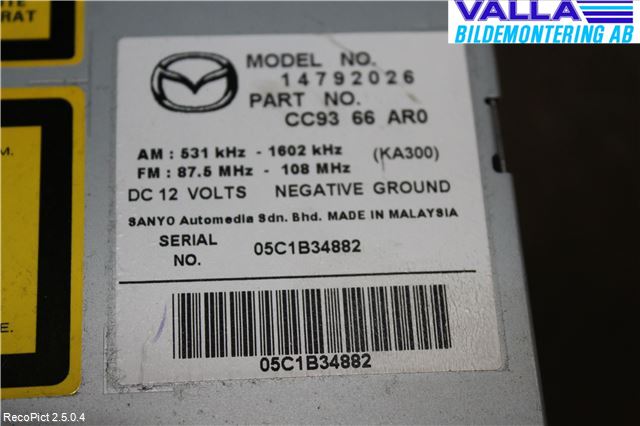 VALLA
BILDEMONTERING AB
RAT
MODEL NO.
14792026
PART NO.
CC93 66 AR0
AM : 531 kHz - 1602 kHz (KA300)
FM : 87.5 MHz - 108 MHz
DC 12 VOLTS NEGATIVE GROUND
SANYO Automedia Sdn. Bhd. MADE IN MALAYSIA
SERIAL NO. 05C1B34882
05C1B34882
M.
E.
RecoPict 2.5.0.4